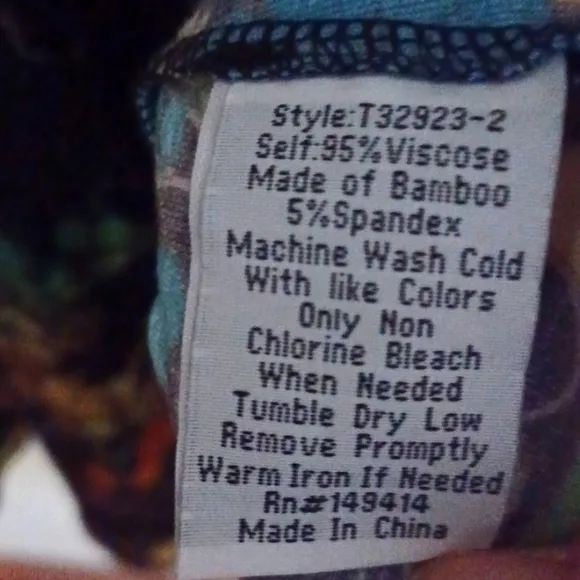 Style:T32923-2
Self:95%Viscose
Made of Bamboo
5%Spandex
Machine Wash Cold
With like Colors
Only Non
Chlorine Bleach
When Needed
Tumble Dry Low
Remove Promptly
Warm Iron If Needed
Rn#149414
Made In China